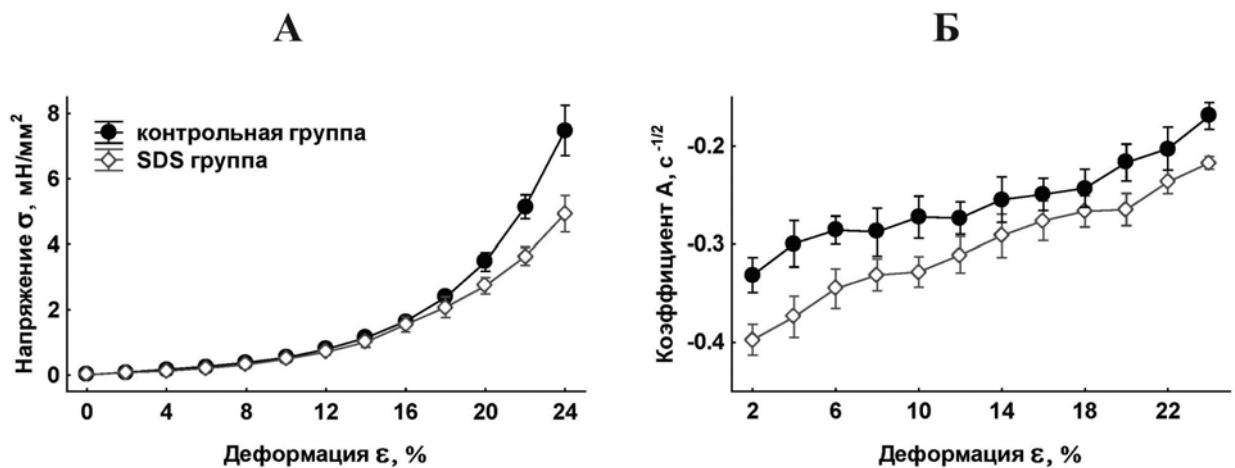 А
Б
Напряжение σ, мН/мм²
8
6
4
2
0
контрольная группа
SDS группа
0 4 8 12 16 20 24
Деформация ε, %
Коэффициент А, с⁻¹/²
-0.2
-0.3
-0.4
2 6 10 14 18 22
Деформация ε, %